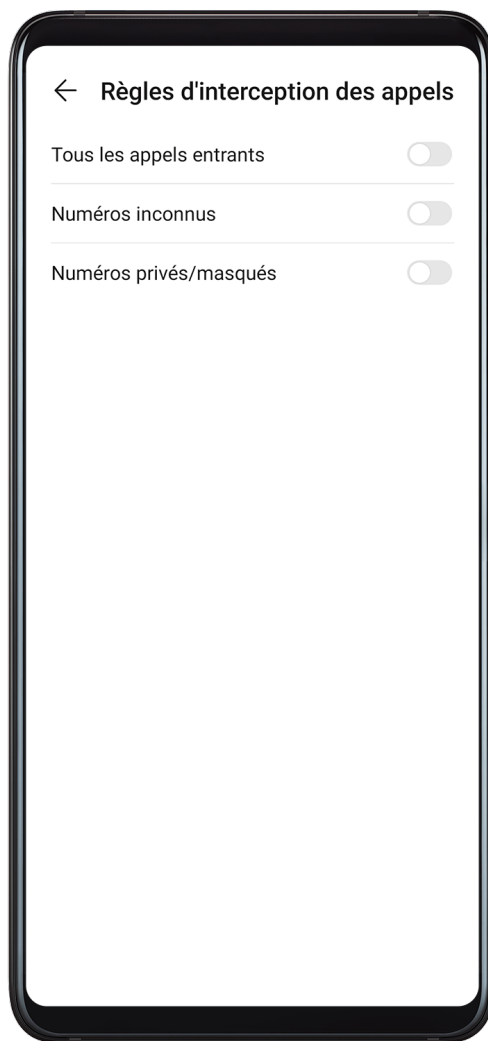 Règles d'interception des appels
Tous les appels entrants
Numéros inconnus
Numéros privés/masqués